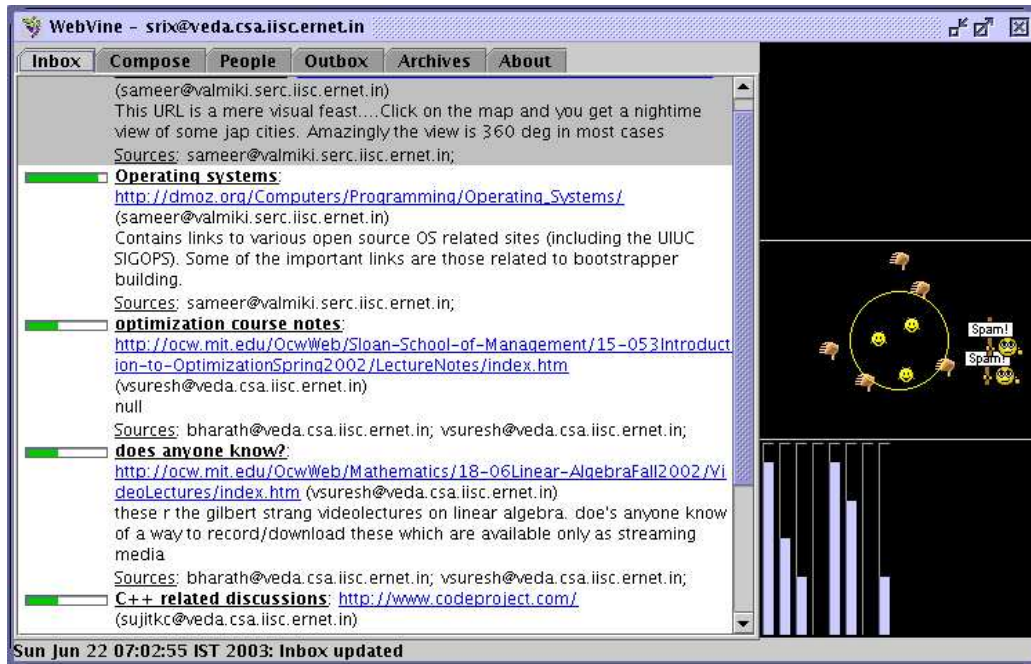 WebVine - srix@veda.csa.iisc.ernet.in
Inbox Compose People Outbox Archives About
(sameer@valmiki.serc.iisc.ernet.in)
This URL is a mere visual feast....Click on the map and you get a nightime
view of some jap cities. Amazingly the view is 360 deg in most cases
Sources: sameer@valmiki.serc.iisc.ernet.in;
Operating systems:
http://dmoz.org/Computers/Programming/Operating_Systems/
(sameer@valmiki.serc.iisc.ernet.in)
Contains links to various open source OS related sites (including the UIUC
SIGOPS). Some of the important links are those related to bootstrapper
building.
Sources: sameer@valmiki.serc.iisc.ernet.in;
optimization course notes:
http://ocw.mit.edu/OcwWeb/Sloan-School-of-Management/15-053Introduct
ion-to-OptimizationSpring2002/LectureNotes/index.htm
(vsuresh@veda.csa.iisc.ernet.in)
null
Sources: bharath@veda.csa.iisc.ernet.in; vsuresh@veda.csa.iisc.ernet.in;
does anyone know?:
http://ocw.mit.edu/OcwWeb/Mathematics/18-06Linear-AlgebraFall2002/Vi
deoLectures/index.htm (vsuresh@veda.csa.iisc.ernet.in)
these r the gilbert strang videolectures on linear algebra. doe's anyone know
of a way to record/download these which are available only as streaming
media
Sources: bharath@veda.csa.iisc.ernet.in; vsuresh@veda.csa.iisc.ernet.in;
C++ related discussions: http://www.codeproject.com/
(sujitkc@veda.csa.iisc.ernet.in)
Spam!
Spam!
Sun Jun 22 07:02:55 IST 2003: Inbox updated